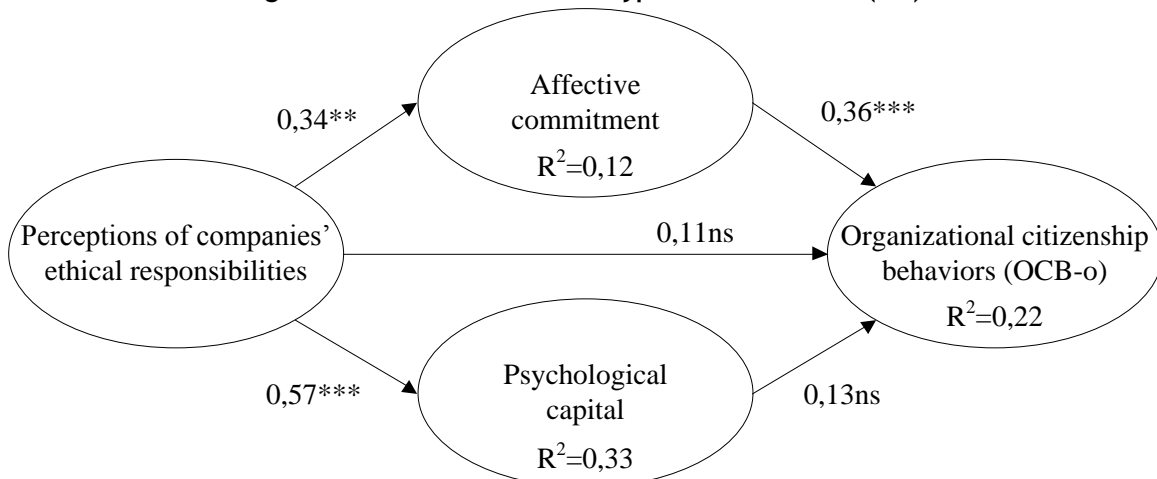 Affective
commitment
R²=0,12
0,34**
0,36***
Perceptions of companies’
ethical responsibilities
0,11ns
Organizational citizenship
behaviors (OCB-o)
R²=0,22
0,57***
Psychological
capital
R²=0,33
0,13ns